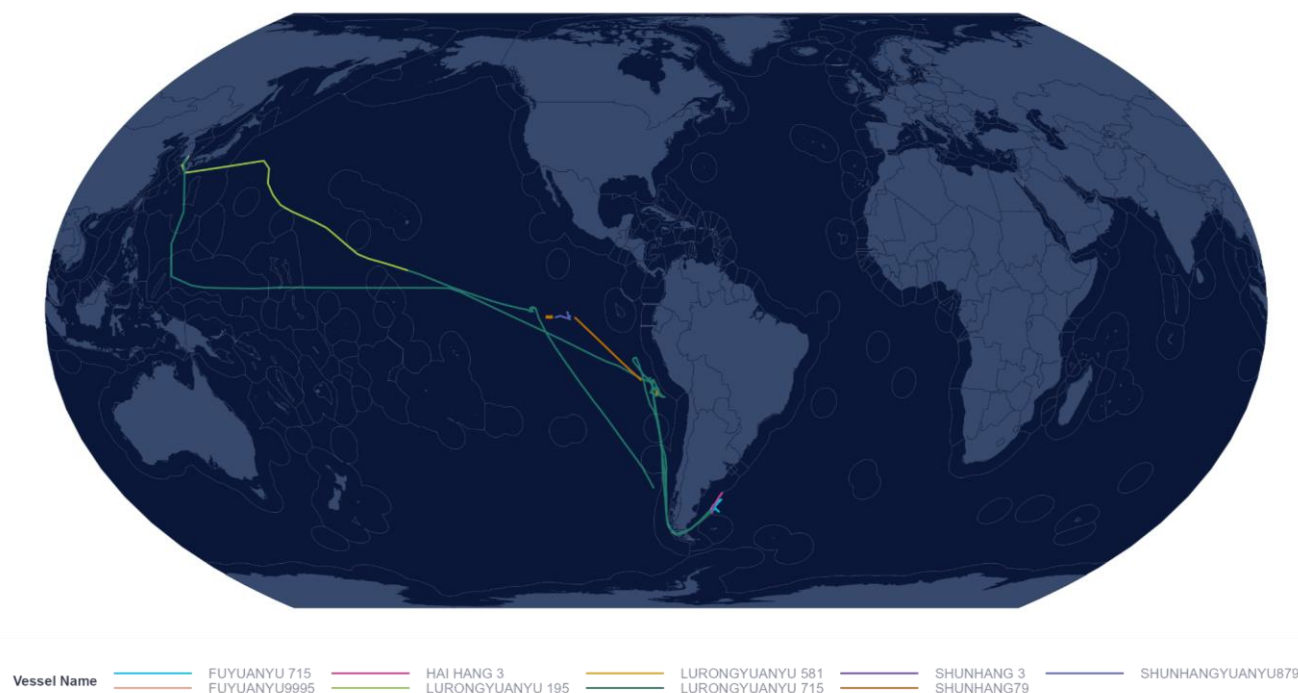 Vessel Name
FUYUANYU 715 HAI HANG 3 LURONGYUANYU 581 SHUNHANG 3 SHUNHANGYUANYU879
FUYUANYU9995 LURONGYUANYU 195 LURONGYUANYU 715 SHUNHANG79